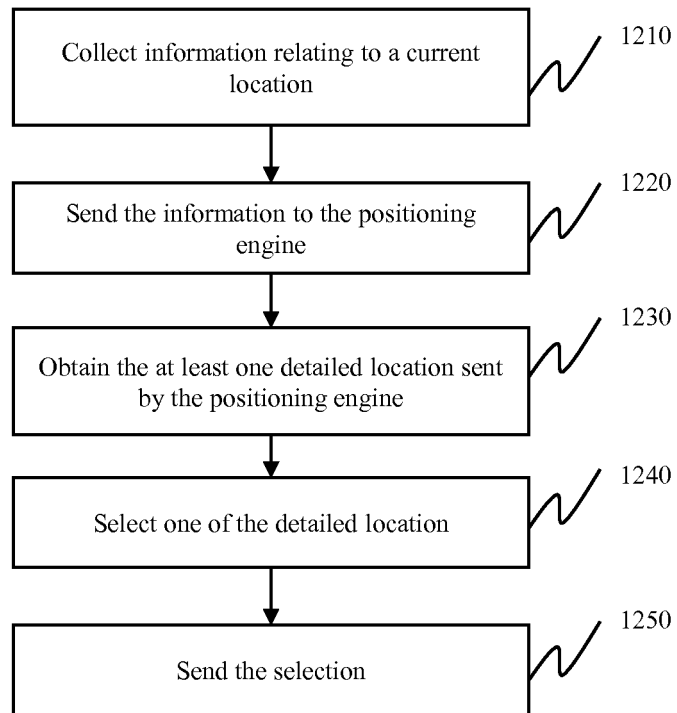 Collect information relating to a current
location
1210
Send the information to the positioning
engine
1220
Obtain the at least one detailed location sent
by the positioning engine
1230
Select one of the detailed location
1240
Send the selection
1250